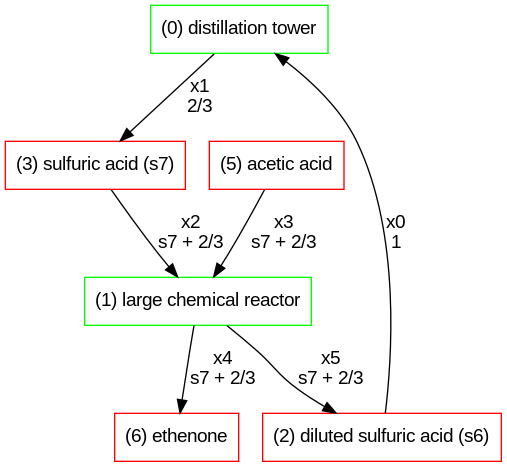 (0) distillation tower
x1
2/3
(3) sulfuric acid (s7)
(5) acetic acid
x2
s7 + 2/3
x3
s7 + 2/3
x0
1
(1) large chemical reactor
x4
s7 + 2/3
x5
s7 + 2/3
(6) ethenone
(2) diluted sulfuric acid (s6)